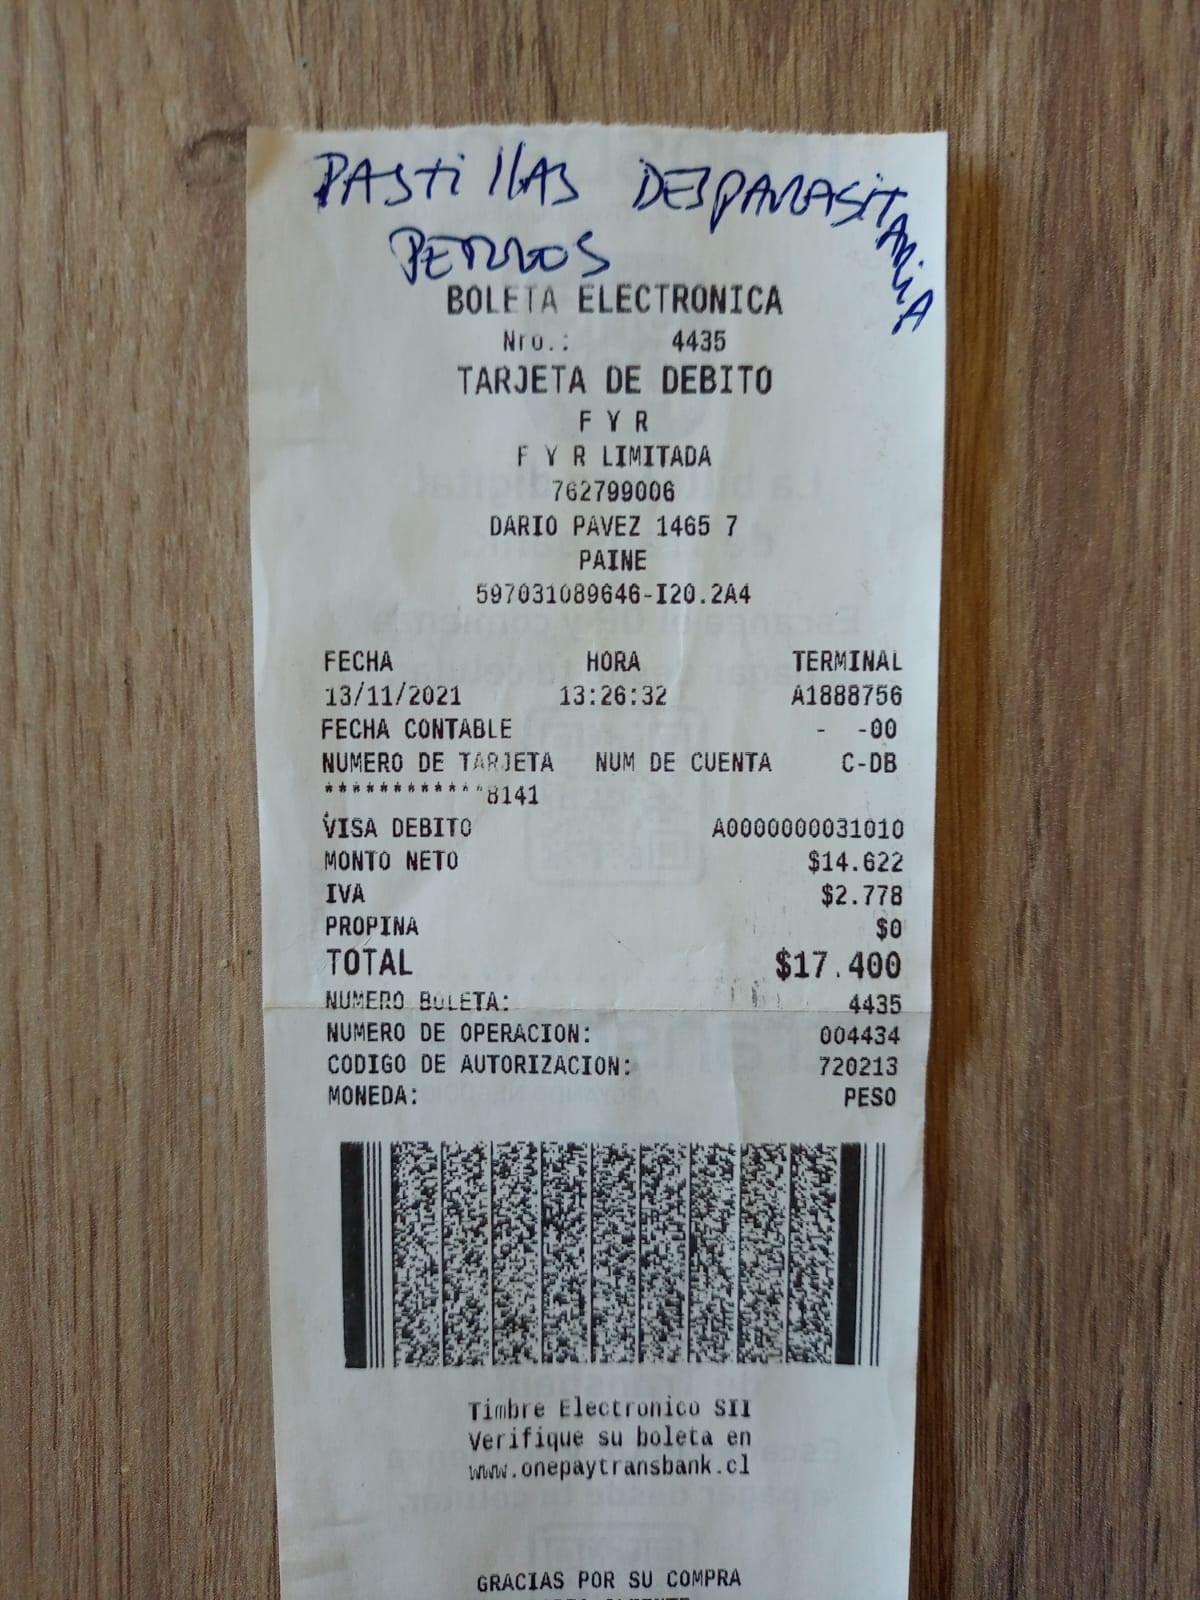 PASTILLAS DESPARASITARIA
PERROS
BOLETA ELECTRONICA
Nro.: 4435
TARJETA DE DEBITO
F Y R
F Y R LIMITADA
762799006
DARIO PAVEZ 1465 7
PAINE
597031089646-I20.2A4
FECHA HORA TERMINAL
13/11/2021 13:26:32 A1888756
FECHA CONTABLE - -00
NUMERO DE TARJETA NUM DE CUENTA C-DB
************8141
VISA DEBITO A0000000031010
MONTO NETO $14.622
IVA $2.778
PROPINA $0
TOTAL $17.400
NUMERO BOLETA: 4435
NUMERO DE OPERACION: 004434
CODIGO DE AUTORIZACION: 720213
MONEDA: PESO
Timbre Electronico SII
Verifique su boleta en
www.onepaytransbank.cl
GRACIAS POR SU COMPRA